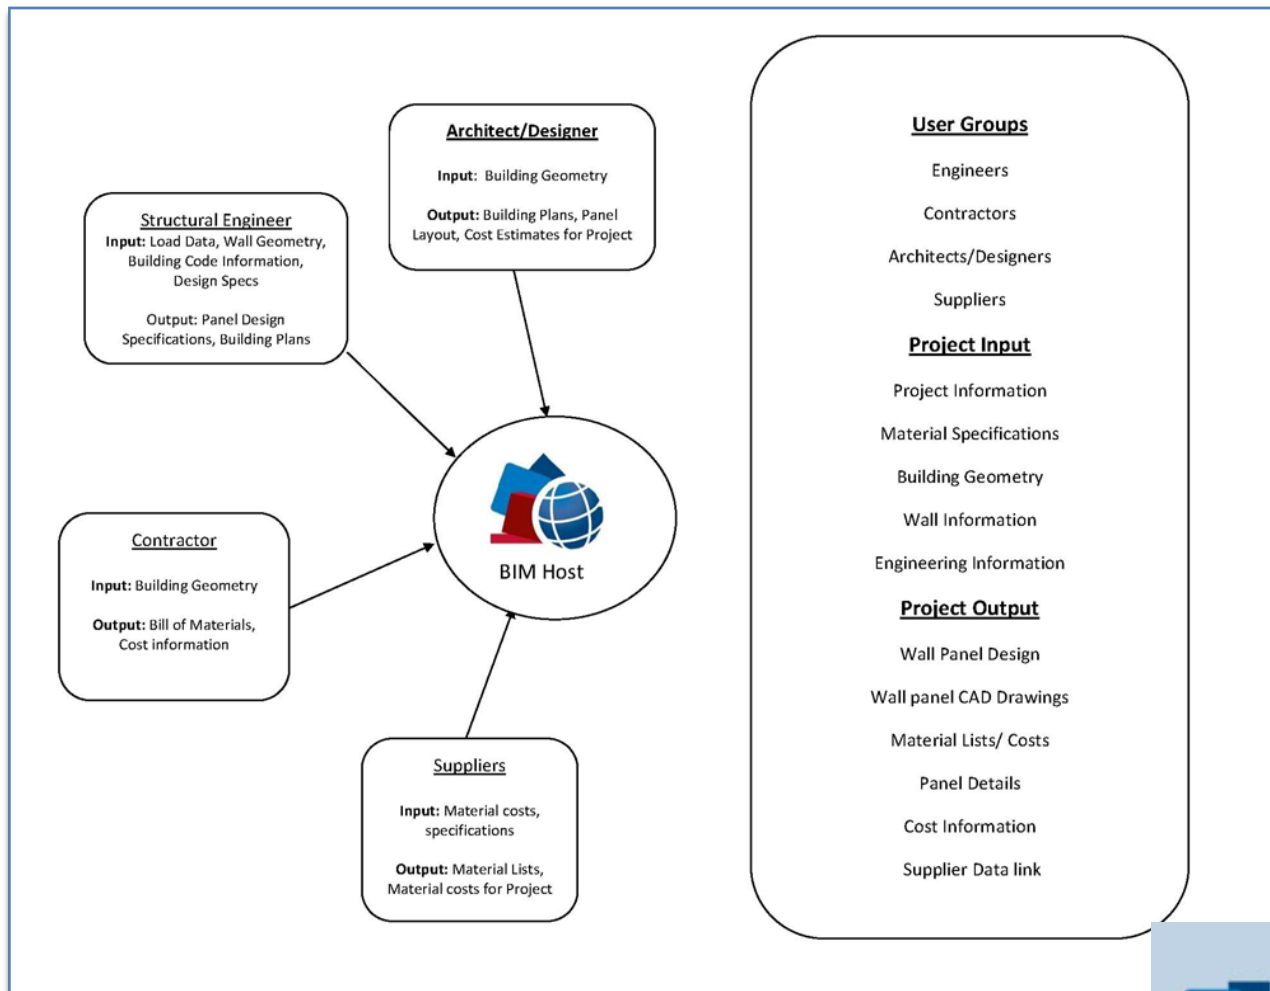 Architect/Designer
Input:  Building Geometry
Output: Building Plans, Panel
Layout, Cost Estimates for Project
Structural Engineer
Input: Load Data, Wall Geometry,
Building Code Information,
Design Specs
Output: Panel Design
Specifications, Building Plans
BIM Host
Contractor
Input: Building Geometry
Output: Bill of Materials,
Cost information
Suppliers
Input: Material costs,
specifications
Output: Material Lists,
Material costs for Project
User Groups
Engineers
Contractors
Architects/Designers
Suppliers
Project Input
Project Information
Material Specifications
Building Geometry
Wall Information
Engineering Information
Project Output
Wall Panel Design
Wall panel CAD Drawings
Material Lists/ Costs
Panel Details
Cost Information
Supplier Data link